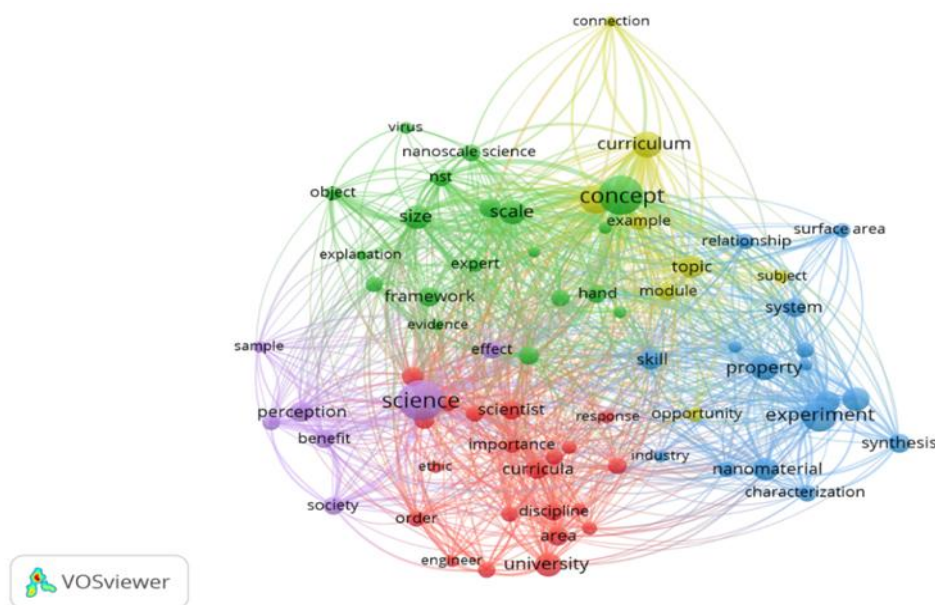 connection
virus
curriculum
nanoscale science
nst
object
concept
size
scale
example
surface area
relationship
explanation
expert
topic
subject
hand
module
framework
system
evidence
sample
effect
skill
property
science
perception
scientist
response
opportunity
experiment
benefit
importance
synthesis
ethic
curricula
industry
nanomaterial
characterization
society
order
discipline
area
engineer
university
VOSviewer